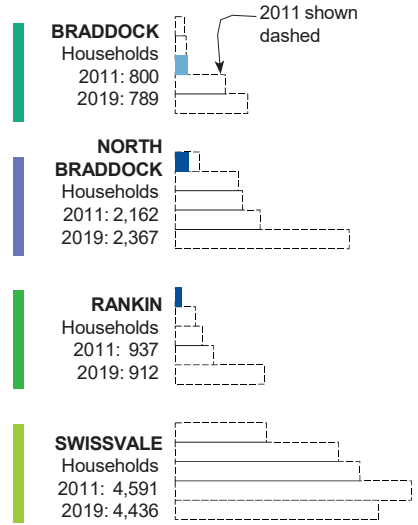 2011 shown
dashed
BRADDOCK
Households
2011: 800
2019: 789
NORTH
BRADDOCK
Households
2011: 2,162
2019: 2,367
RANKIN
Households
2011: 937
2019: 912
SWISSVALE
Households
2011: 4,591
2019: 4,436